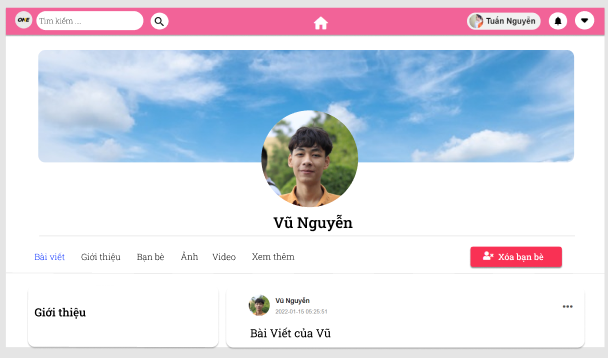 ONE
Tìm kiếm ...
Tuấn Nguyễn
Vũ Nguyễn
Bài viết
Giới thiệu
Bạn bè
Ảnh
Video
Xem thêm
Xóa bạn bè
Giới thiệu
Vũ Nguyễn
2022-01-15 05:25:51
Bài Viết của Vũ